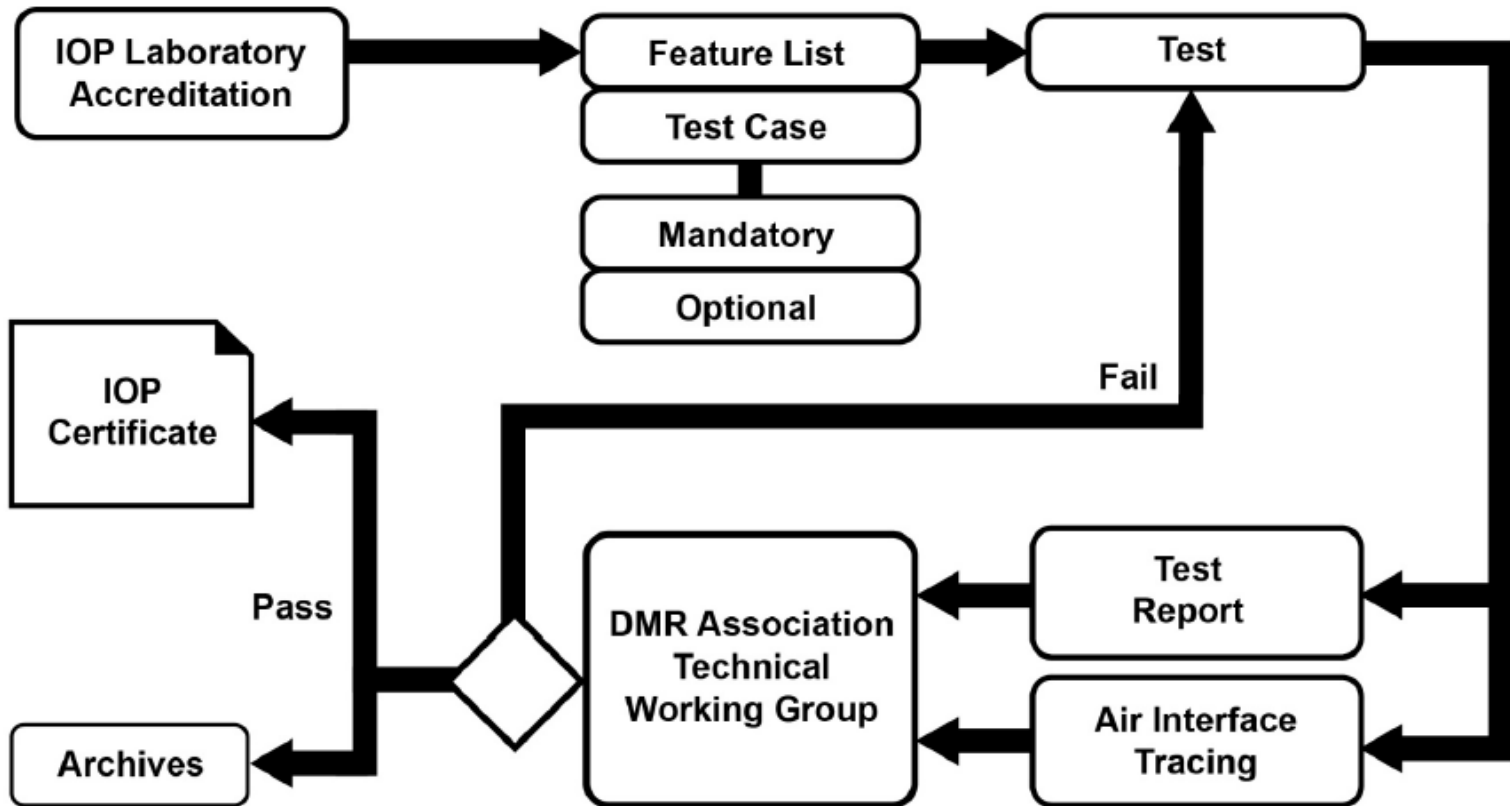 IOP Laboratory
Accreditation
Feature List
Test Case
Mandatory
Optional
Test
Fail
IOP
Certificate
Pass
Archives
DMR Association
Technical
Working Group
Test
Report
Air Interface
Tracing